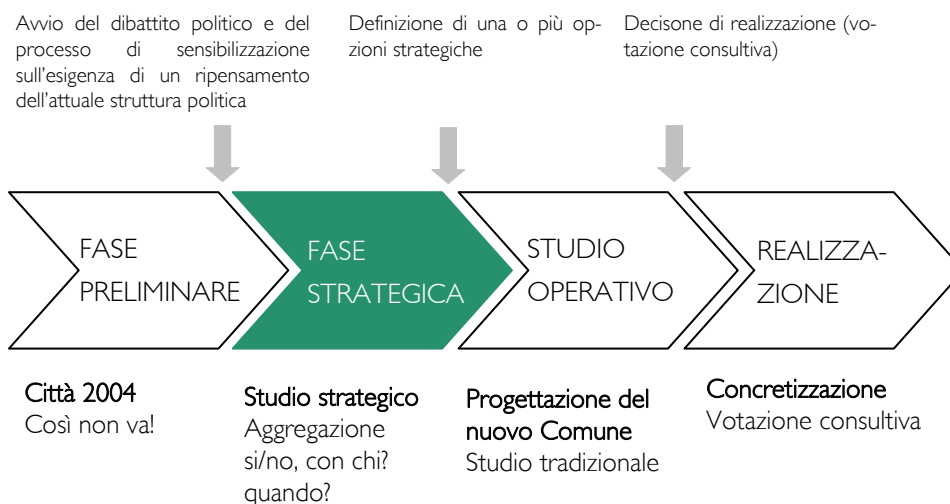 Avvio del dibattito politico e del
processo di sensibilizzazione
sull'esigenza di un ripensamento
dell'attuale struttura politica
Definizione di una o più op-
zioni strategiche
Decisone di realizzazione (vo-
tazione consultiva)
FASE
PRELIMINARE
FASE
STRATEGICA
STUDIO
OPERATIVO
REALIZZA-
ZIONE
Città 2004
Così non va!
Studio strategico
Aggregazione
si/no, con chi?
quando?
Progettazione del
nuovo Comune
Studio tradizionale
Concretizzazione
Votazione consultiva